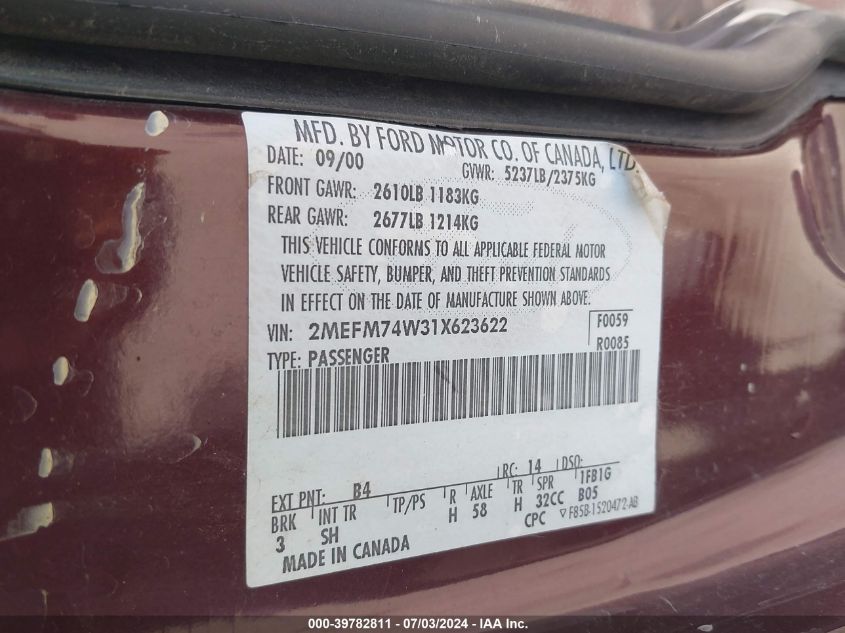 MFD. BY FORD MOTOR CO. OF CANADA, LTD.
DATE: 09/00 GVWR: 5237LB/2375KG
FRONT GAWR: 2610LB 1183KG
REAR GAWR: 2677LB 1214KG
THIS VEHICLE CONFORMS TO ALL APPLICABLE FEDERAL MOTOR
VEHICLE SAFETY, BUMPER, AND THEFT PREVENTION STANDARDS
IN EFFECT ON THE DATE OF MANUFACTURE SHOWN ABOVE.
VIN: 2MEFM74W31X623622 F0059
TYPE: PASSENGER R0085
EXT PNT: B4 RC: 14 DSO:
BRK INT TR TP/PS R AXLE TR SPR 1FB1G
3 SH H 58 H 32CC B05
MADE IN CANADA CPC F85B-1520472-AB
000-39782811 - 07/03/2024 - IAA Inc.